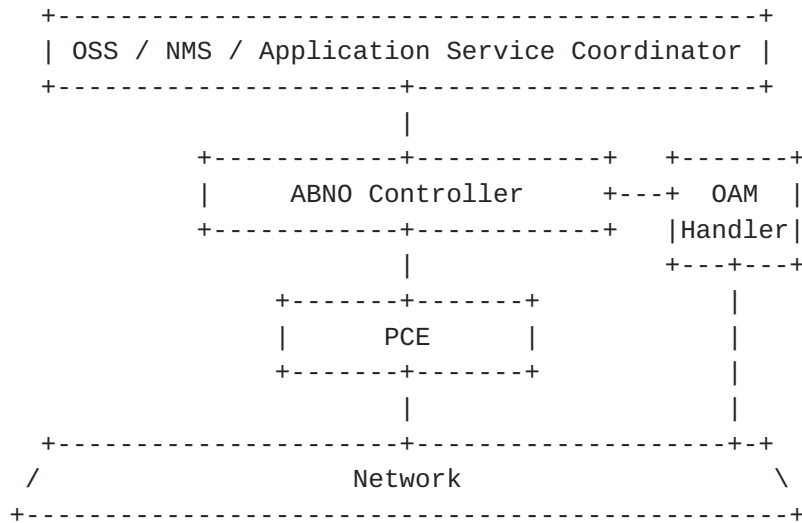 OSS / NMS / Application Service Coordinator
ABNO Controller OAM
Handler
PCE
Network